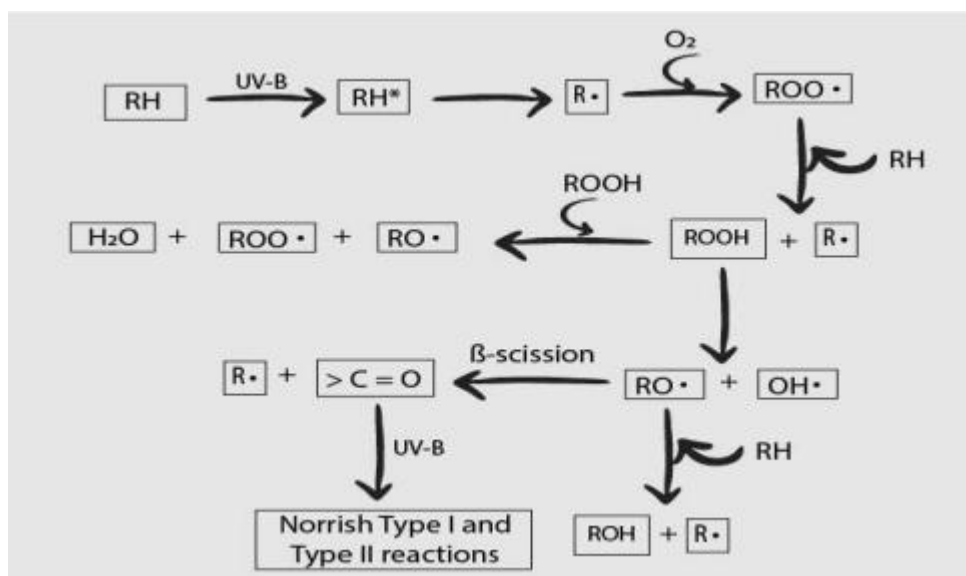 O₂
RH UV-B RH* R• ROO •
RH
ROOH
H₂O + ROO • + RO • ROOH + R•
R• + > C = O ß-scission RO • + OH•
UV-B RH
Norrish Type I and
Type II reactions
ROH + R•